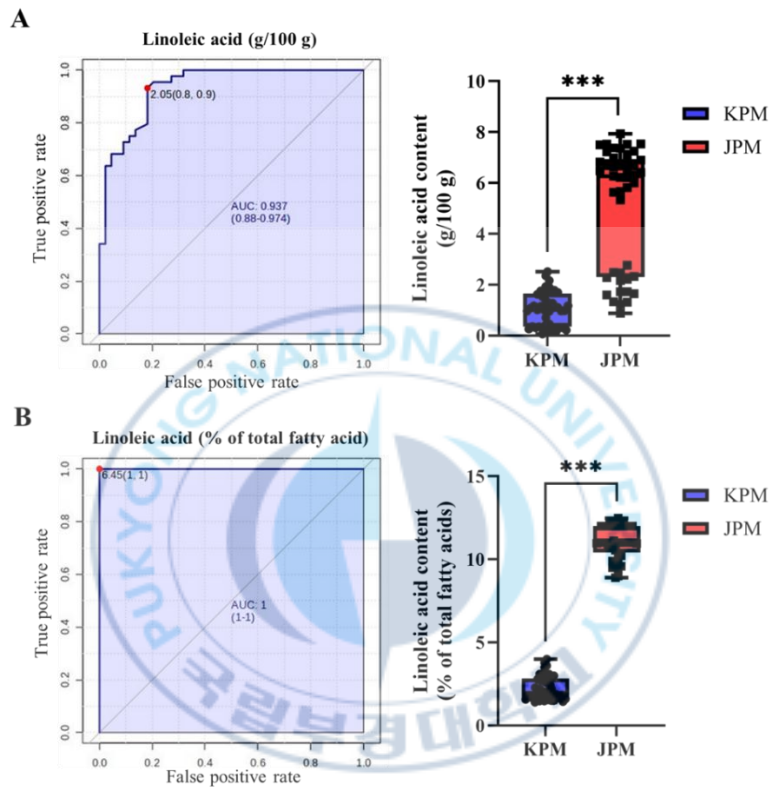 A
Linoleic acid (g/100 g)
True positive rate
1.0
0.8
0.6
0.4
0.2
0.0
2.05(0.8, 0.9)
AUC: 0.937
(0.88-0.974)
0.0 0.2 0.4 0.6 0.8 1.0
False positive rate
Linoleic acid content
(g/100 g)
10
8
6
4
2
0
***
KPM JPM
KPM
JPM
B
Linoleic acid (% of total fatty acid)
True positive rate
1.0
0.8
0.6
0.4
0.2
0.0
6.45(1, 1)
AUC: 1
(1-1)
0.0 0.2 0.4 0.6 0.8 1.0
False positive rate
Linoleic acid content
(% of total fatty acids)
15
10
5
0
***
KPM JPM
KPM
JPM
PUKYONG NATIONAL UNIVERSITY
국립부경대학교